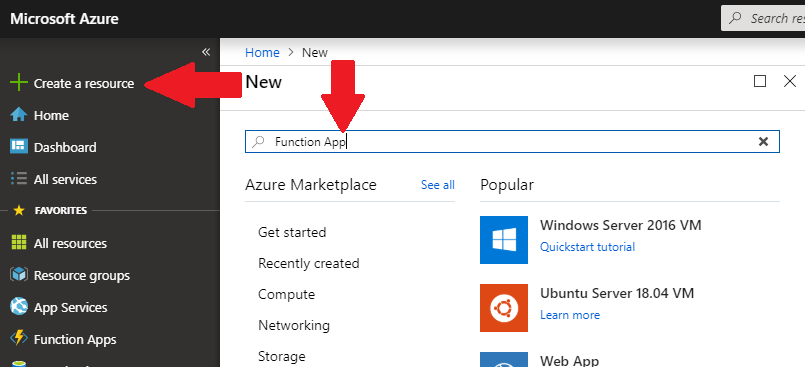 Microsoft Azure
Search res
«
Create a resource
Home
Dashboard
All services
FAVORITES
All resources
Resource groups
App Services
Function Apps
Home > New
New
Function App
Azure Marketplace
See all
Get started
Recently created
Compute
Networking
Storage
Popular
Windows Server 2016 VM
Quickstart tutorial
Ubuntu Server 18.04 VM
Learn more
Web App